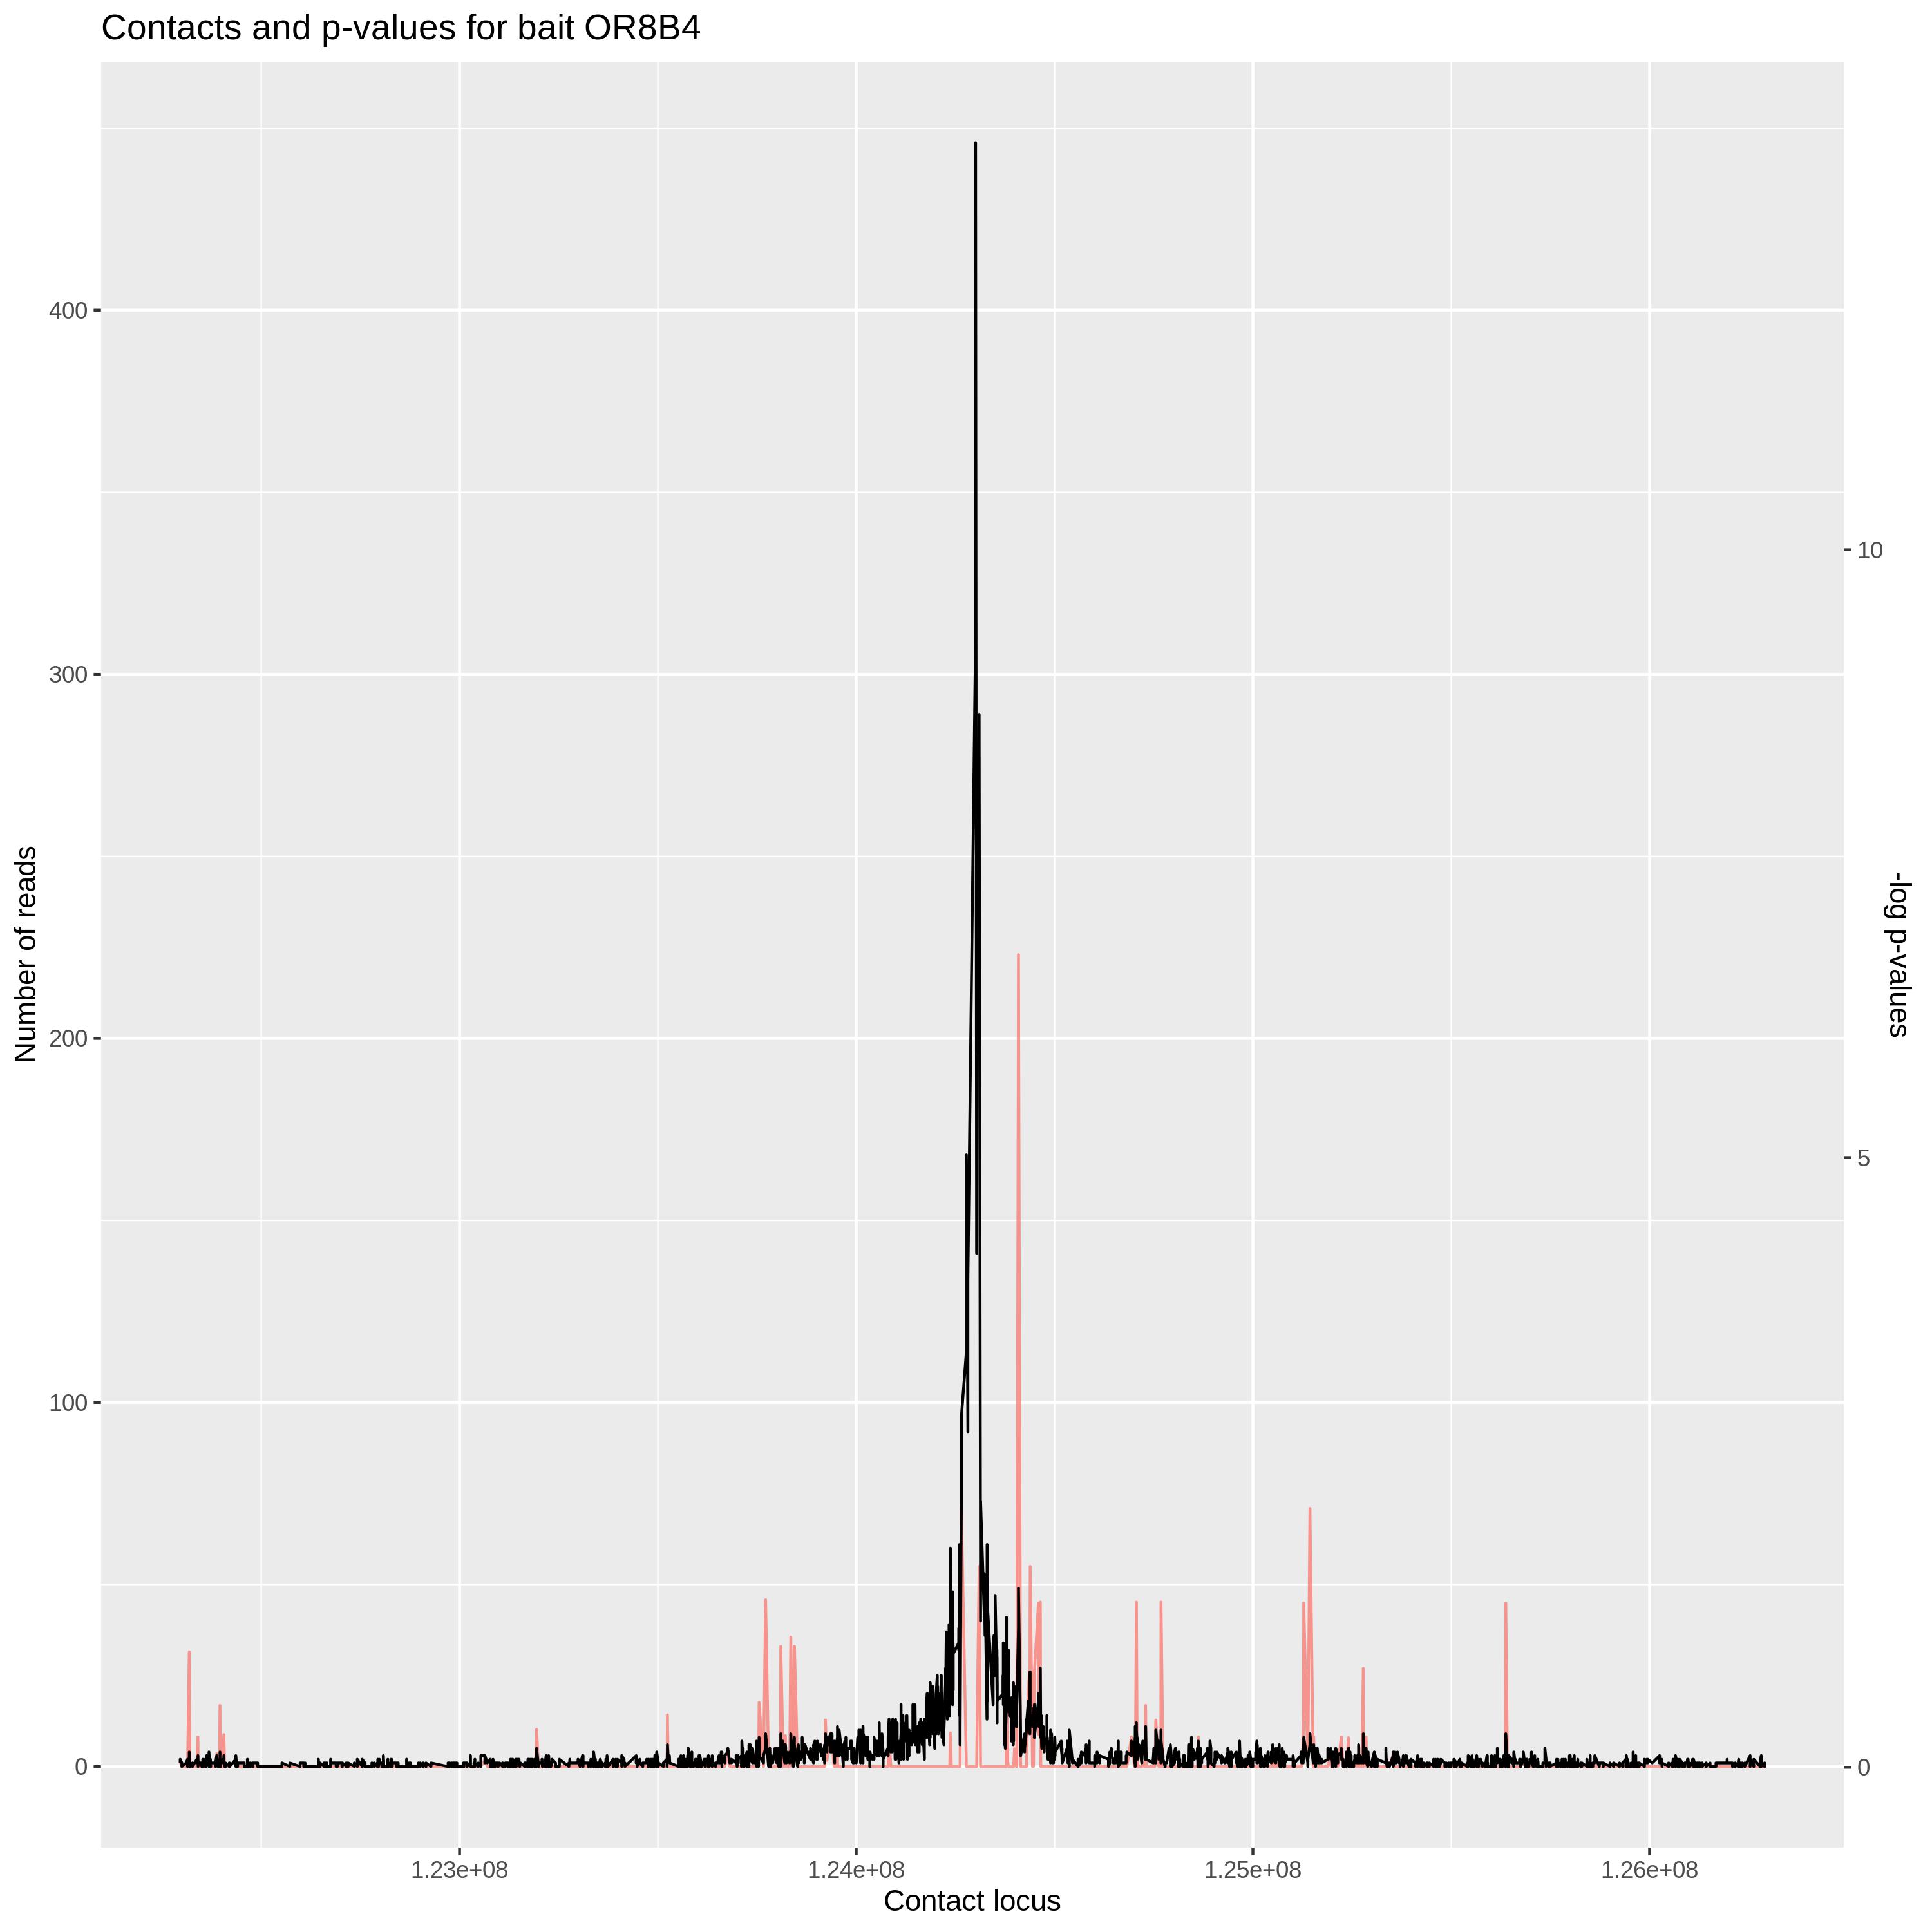 Contacts and p-values for bait OR8B4
Number of reads
400
300
200
100
0
10
5
0
-log p-values
1.23e+08 1.24e+08 1.25e+08 1.26e+08
Contact locus